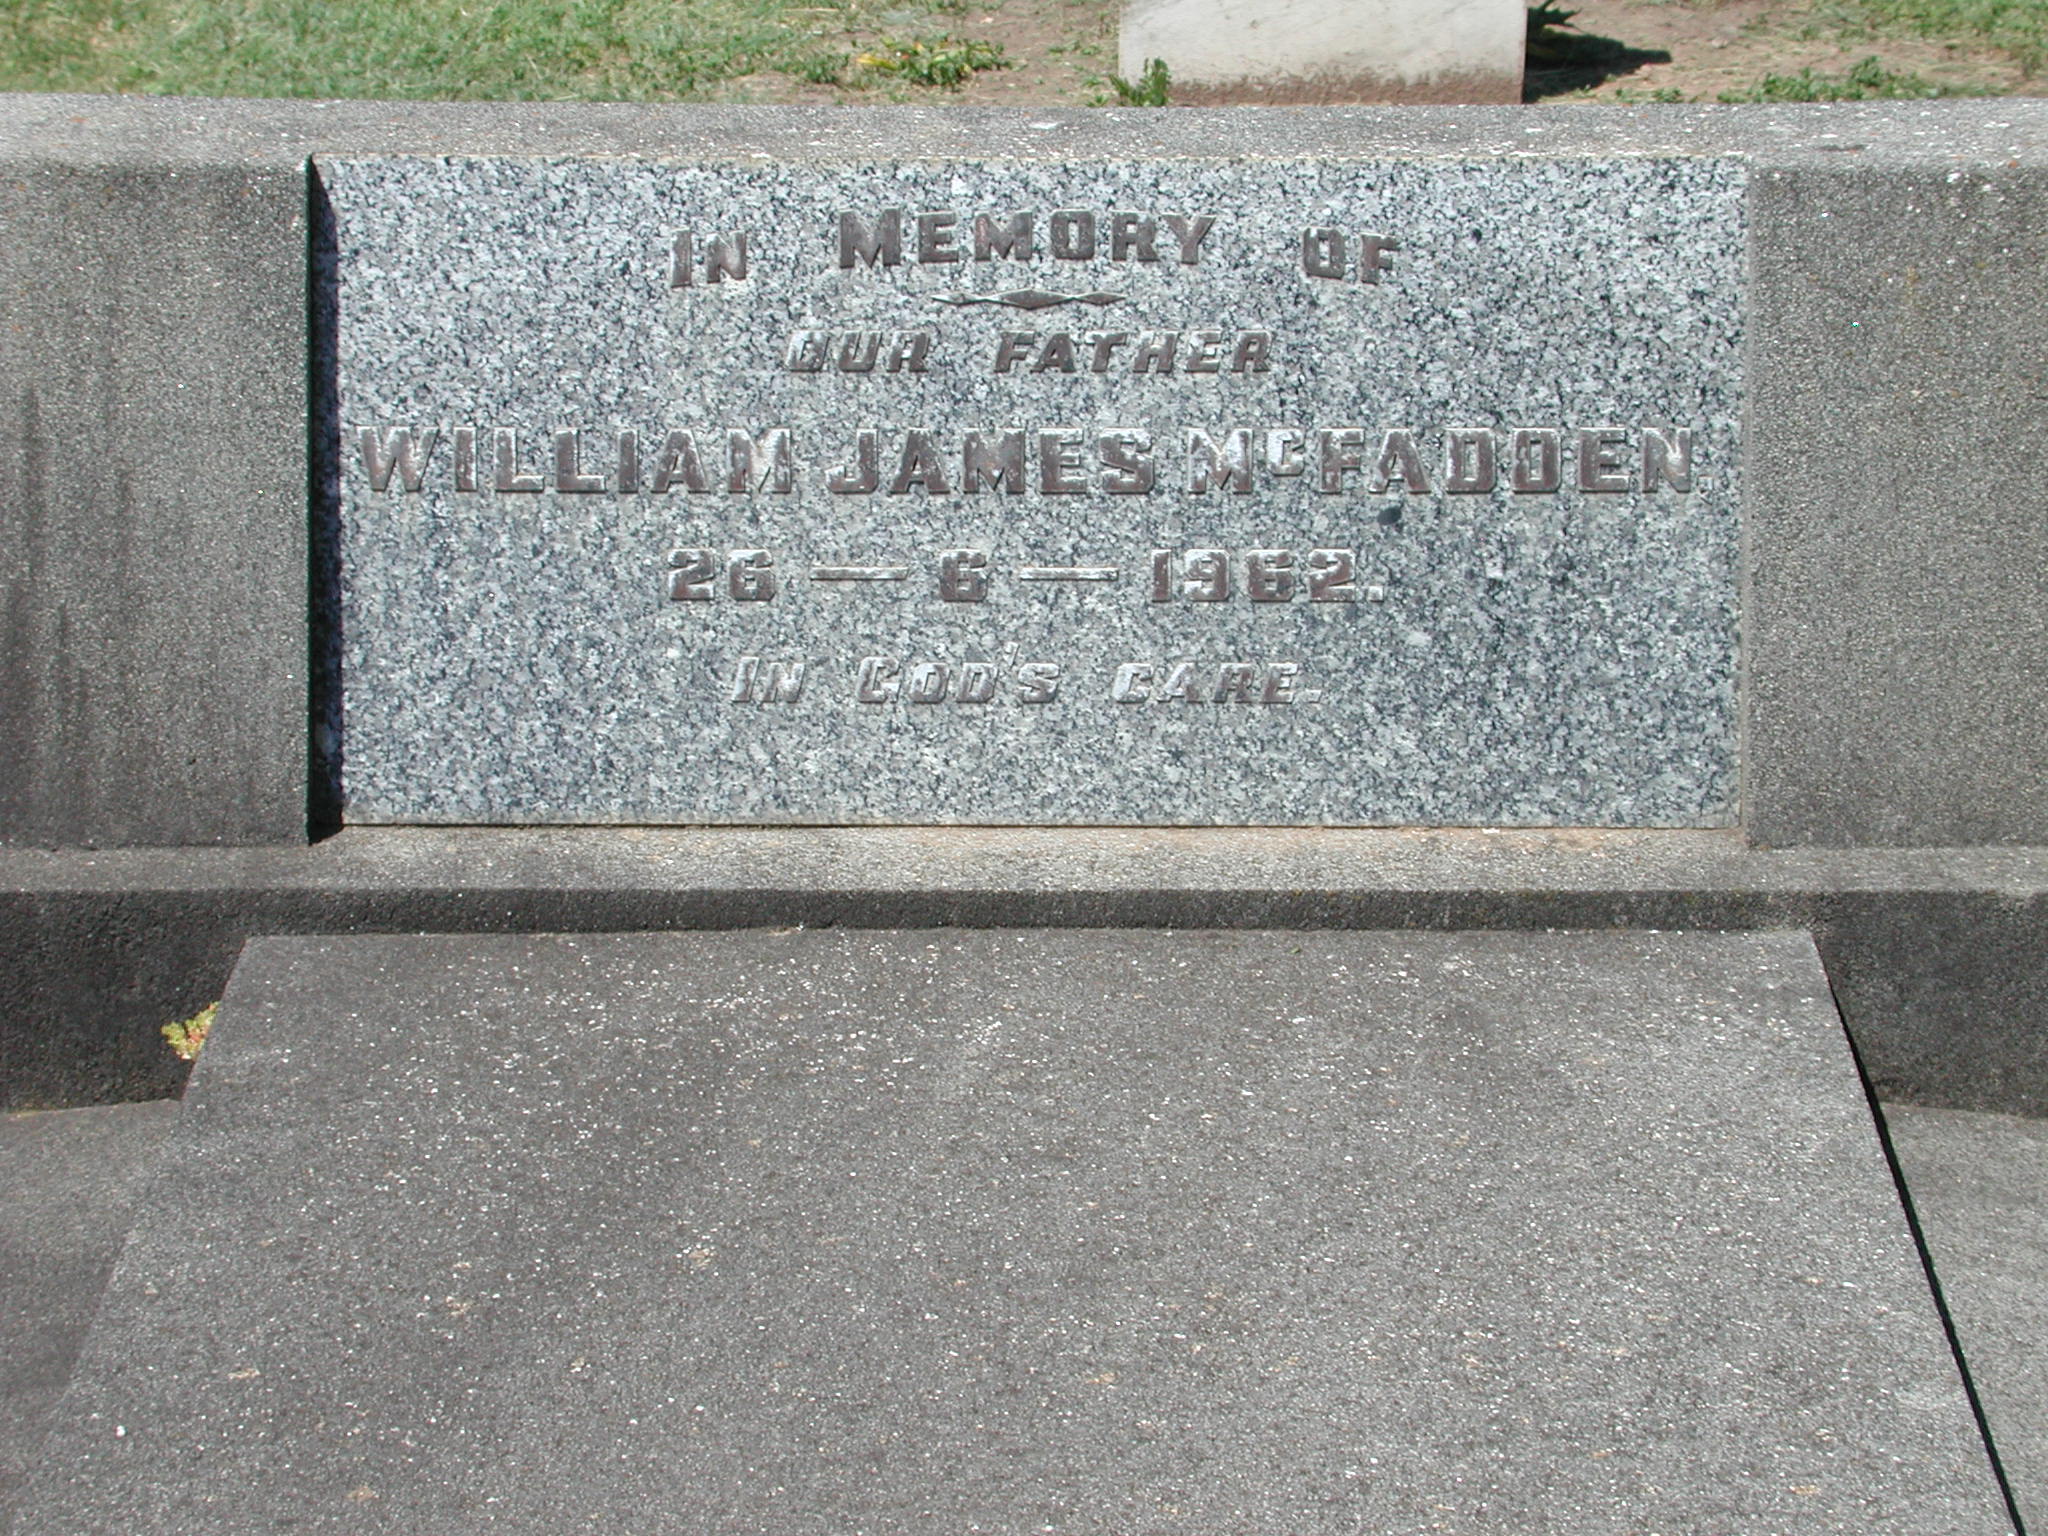 IN MEMORY OF
OUR FATHER
WILLIAM JAMES McFADDEN.
26 — 6 — 1962.
IN GOD'S CARE.